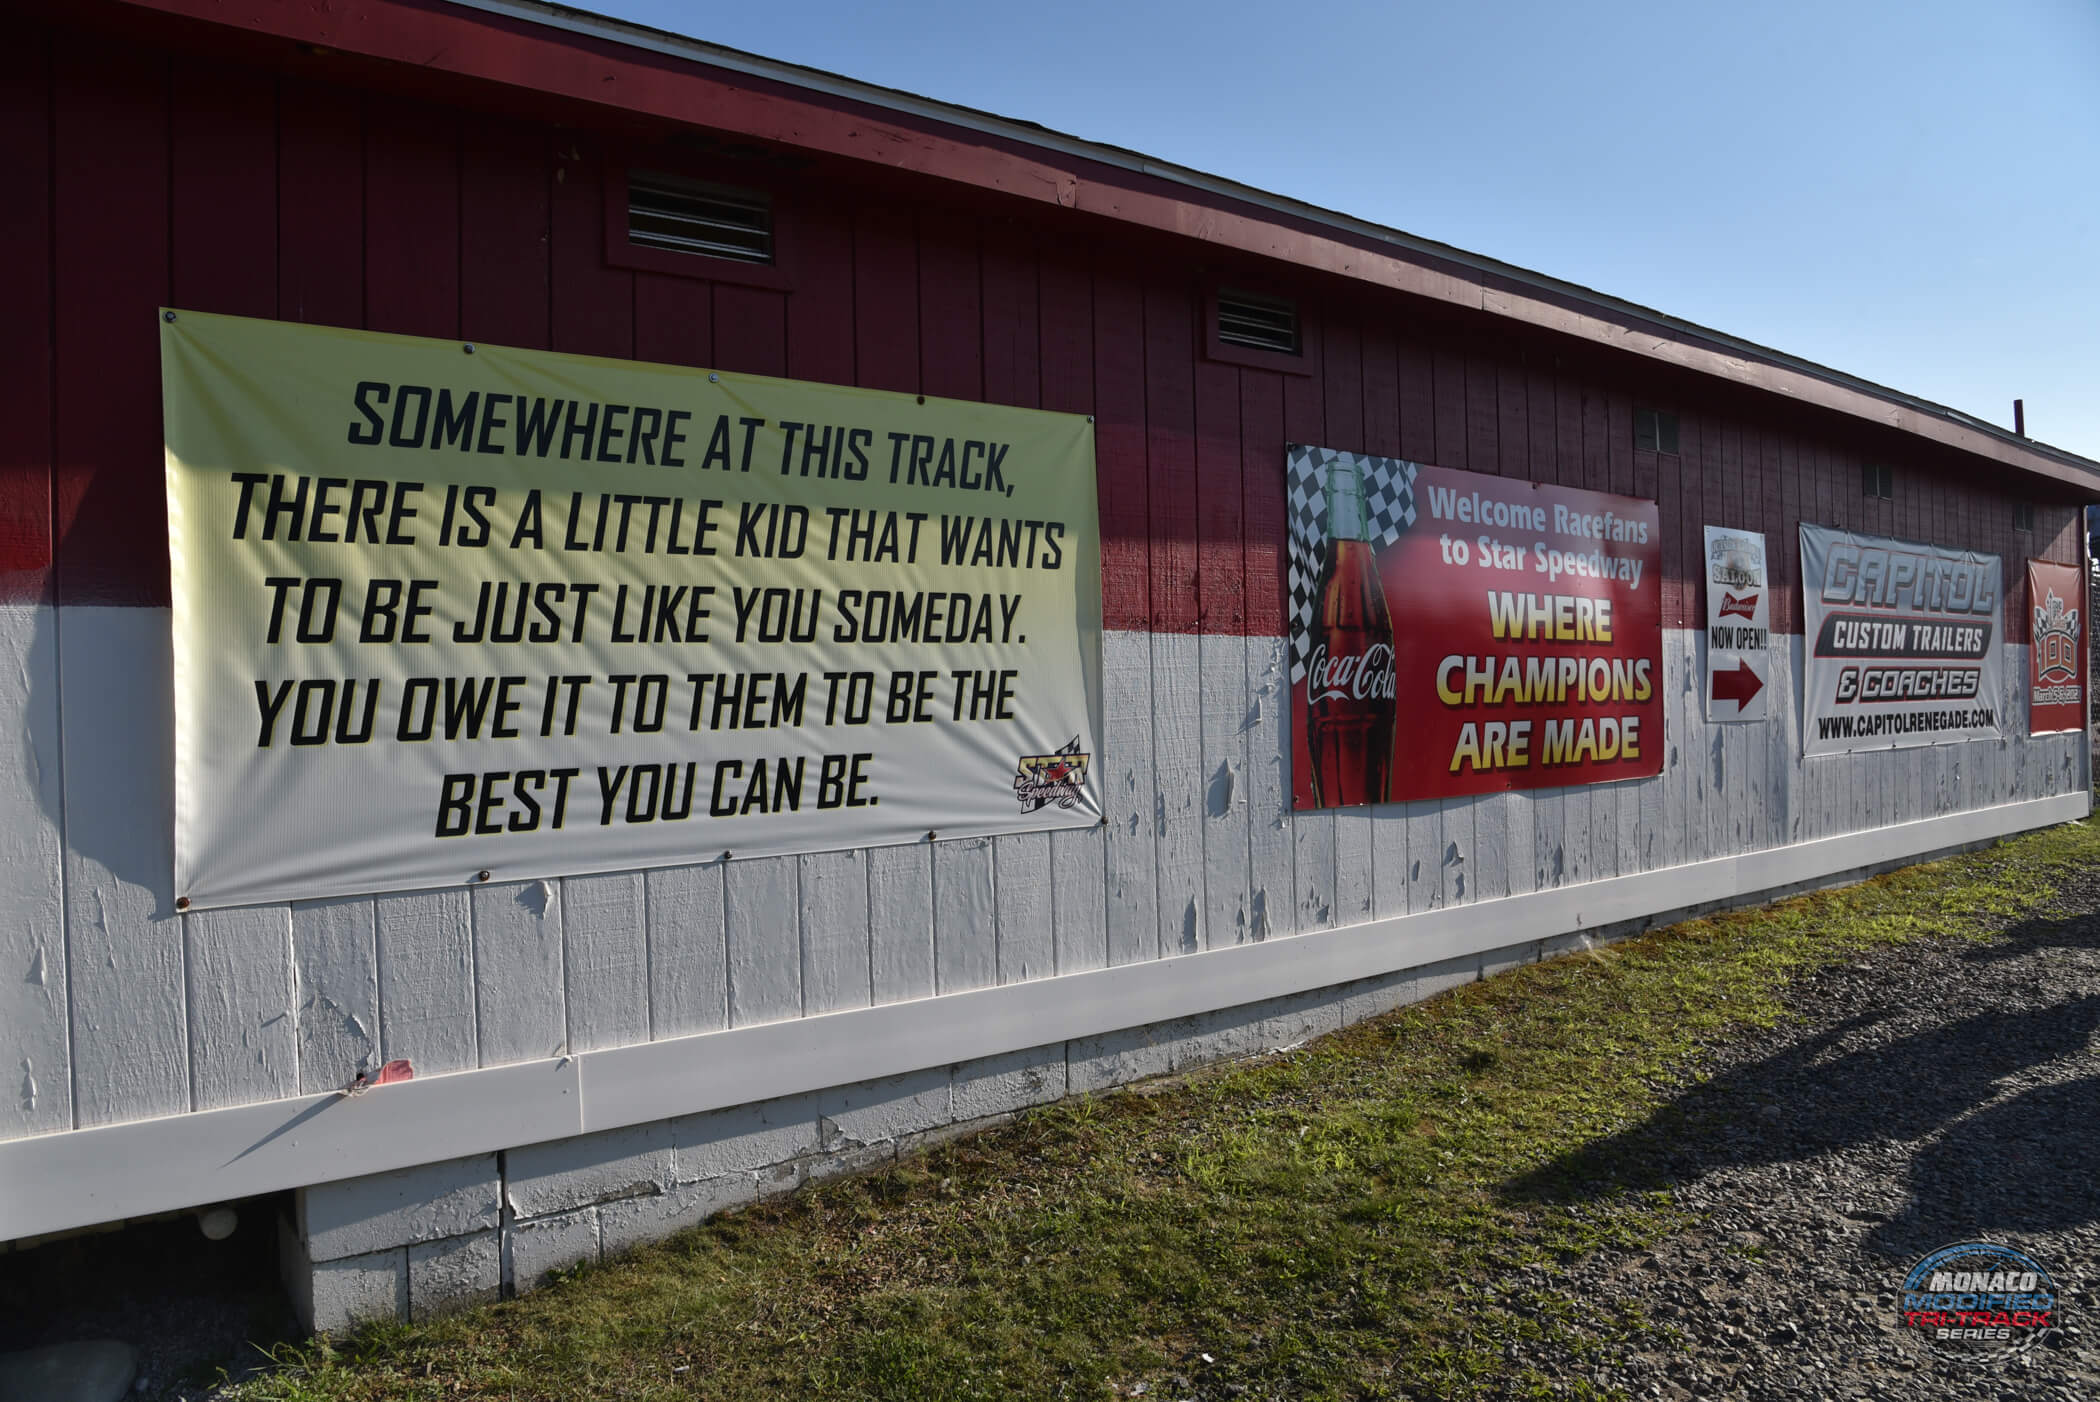 SOMEWHERE AT THIS TRACK,
THERE IS A LITTLE KID THAT WANTS
TO BE JUST LIKE YOU SOMEDAY.
YOU OWE IT TO THEM TO BE THE
BEST YOU CAN BE.
STAR
Speedway
Welcome Racefans
to Star Speedway
WHERE
CHAMPIONS
ARE MADE
Coca-Cola
SALOON
Budweiser
NOW OPEN!!
CAPITOL
CUSTOM TRAILERS
& COACHES
WWW.CAPITOLRENEGADE.COM
100
MONACO
MODIFIED
TRI-TRACK
SERIES